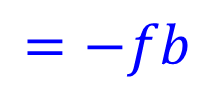 = −fb